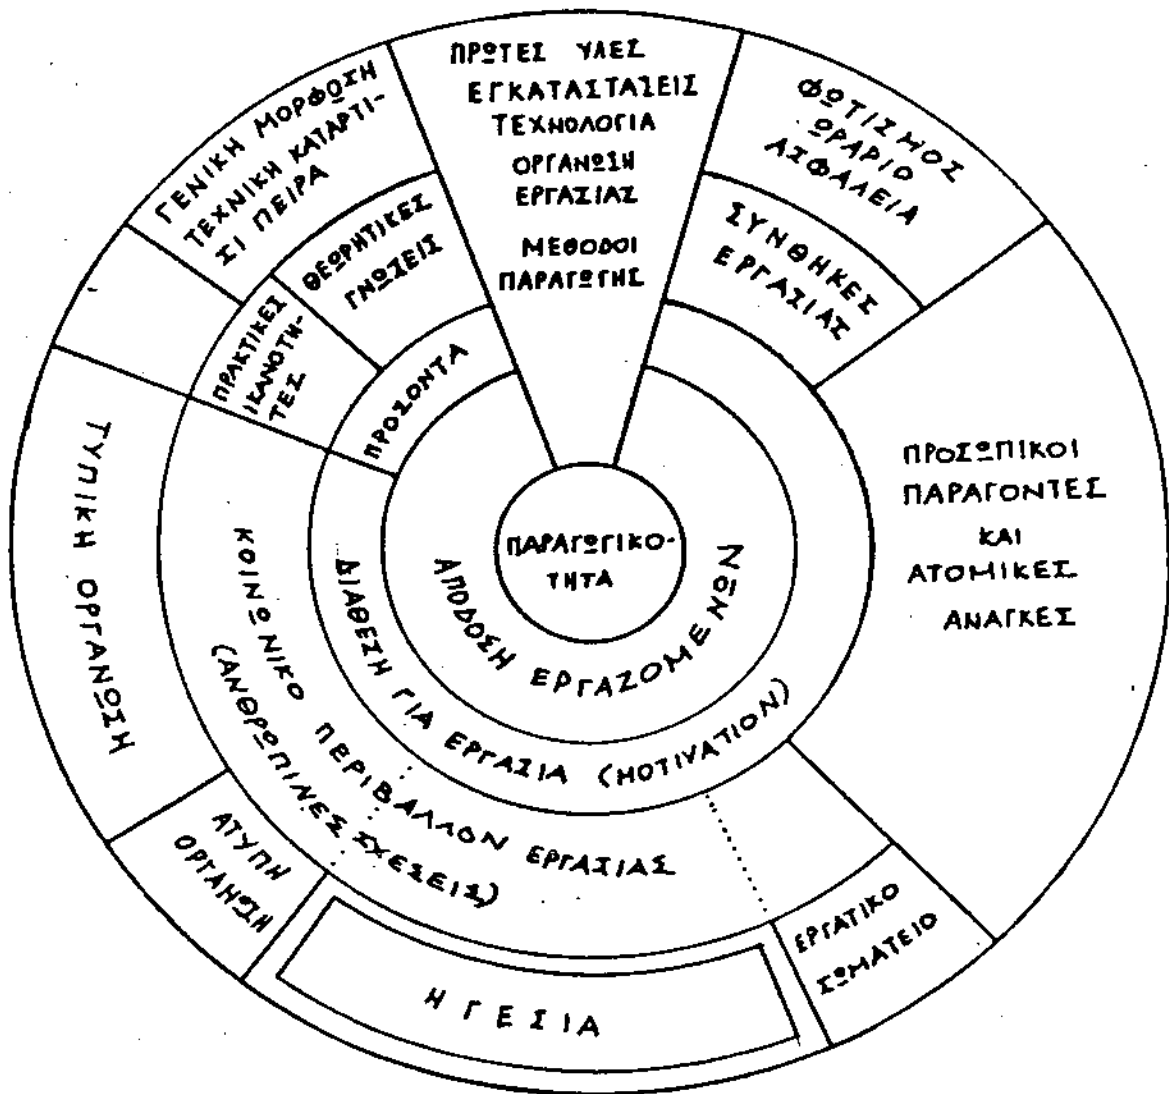 ΠΡΩΤΕΣ ΥΛΕΣ
ΕΓΚΑΤΑΣΤΑΣΕΙΣ
ΤΕΧΝΟΛΟΓΙΑ
ΟΡΓΑΝΩΣΗ
ΕΡΓΑΣΙΑΣ
ΜΕΘΟΔΟΙ
ΠΑΡΑΓΩΓΗΣ
ΦΩΤΙΣΜΟΣ
ΩΡΑΡΙΟ
ΑΣΦΑΛΕΙΑ
ΣΥΝΘΗΚΕΣ
ΕΡΓΑΣΙΑΣ
ΓΕΝΙΚΗ ΜΟΡΦΩΣΗ
ΤΕΧΝΙΚΗ ΚΑΤΑΡΤΙ-
ΣΙ ΠΕΙΡΑ
ΘΕΩΡΗΤΙΚΕΣ
ΓΝΩΣΕΙΣ
ΠΡΑΚΤΙΚΕΣ
ΙΚΑΝΟΤΗ-
ΤΕΣ
ΠΡΟΣΟΝΤΑ
ΠΡΟΣΩΠΙΚΟΙ
ΠΑΡΑΓΟΝΤΕΣ
ΚΑΙ
ΑΤΟΜΙΚΕΣ
ΑΝΑΓΚΕΣ
ΠΑΡΑΓΩΓΙΚΟ-
ΤΗΤΑ
ΑΠΟΔΟΣΗ ΕΡΓΑΖΟΜΕΝΩΝ
ΔΙΑΘΕΣΗ ΓΙΑ ΕΡΓΑΣΙΑ (MOTIVATION)
ΚΟΙΝΩΝΙΚΟ ΠΕΡΙΒΑΛΛΟΝ ΕΡΓΑΣΙΑΣ
(ΑΝΘΡΩΠΙΝΕΣ ΣΧΕΣΕΙΣ)
ΤΥΠΙΚΗ ΟΡΓΑΝΩΣΗ
ΑΤΥΠΗ
ΟΡΓΑΝΩΣΗ
ΗΓΕΣΙΑ
ΕΡΓΑΤΙΚΟ
ΣΩΜΑΤΕΙΟ